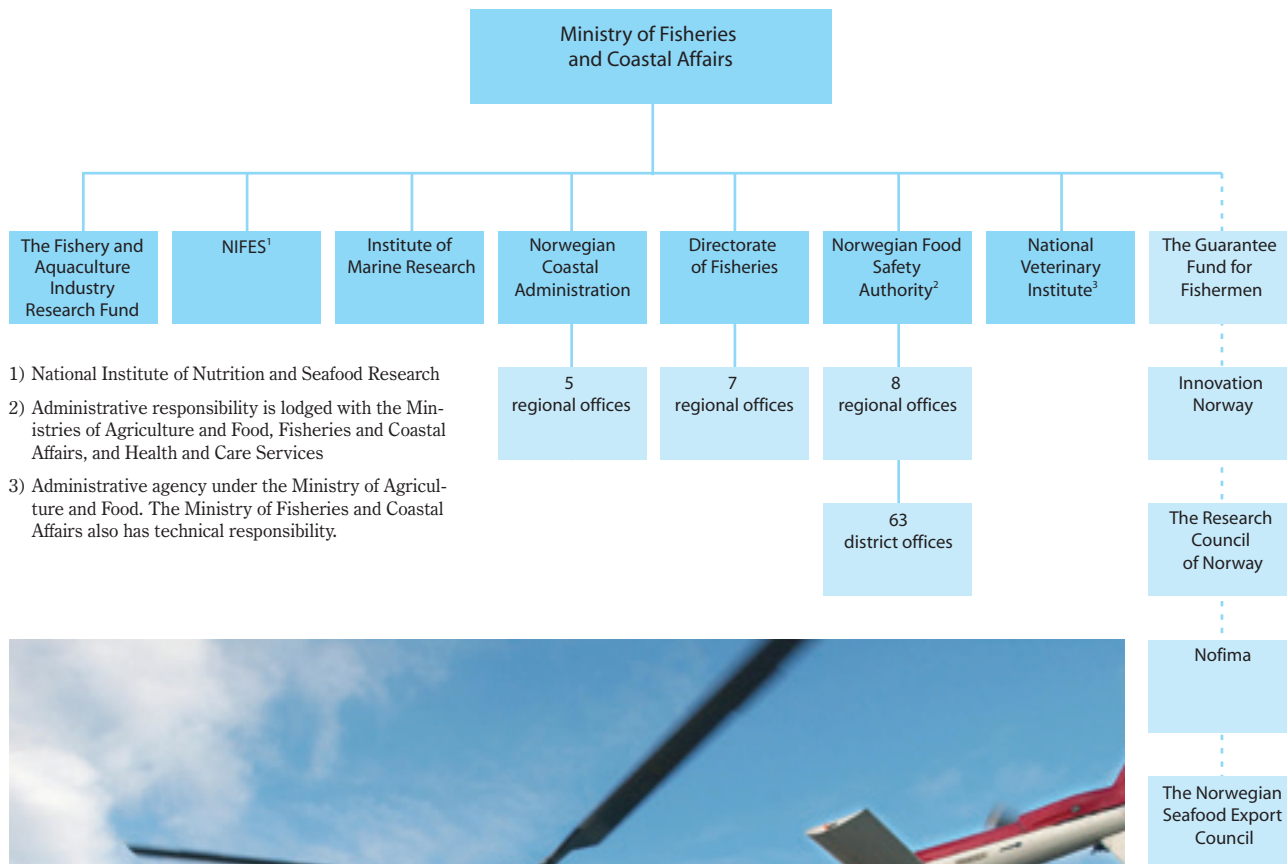 Ministry of Fisheries
and Coastal Affairs
The Fishery and
Aquaculture
Industry
Research Fund
NIFES¹
Institute of
Marine Research
Norwegian
Coastal
Administration
Directorate
of Fisheries
Norwegian Food
Safety
Authority²
National
Veterinary
Institute³
The Guarantee
Fund for
Fishermen
5
regional offices
7
regional offices
8
regional offices
Innovation
Norway
63
district offices
The Research
Council
of Norway
Nofima
The Norwegian
Seafood Export
Council
1) National Institute of Nutrition and Seafood Research
2) Administrative responsibility is lodged with the Min-
istries of Agriculture and Food, Fisheries and Coastal
Affairs, and Health and Care Services
3) Administrative agency under the Ministry of Agricul-
ture and Food. The Ministry of Fisheries and Coastal
Affairs also has technical responsibility.